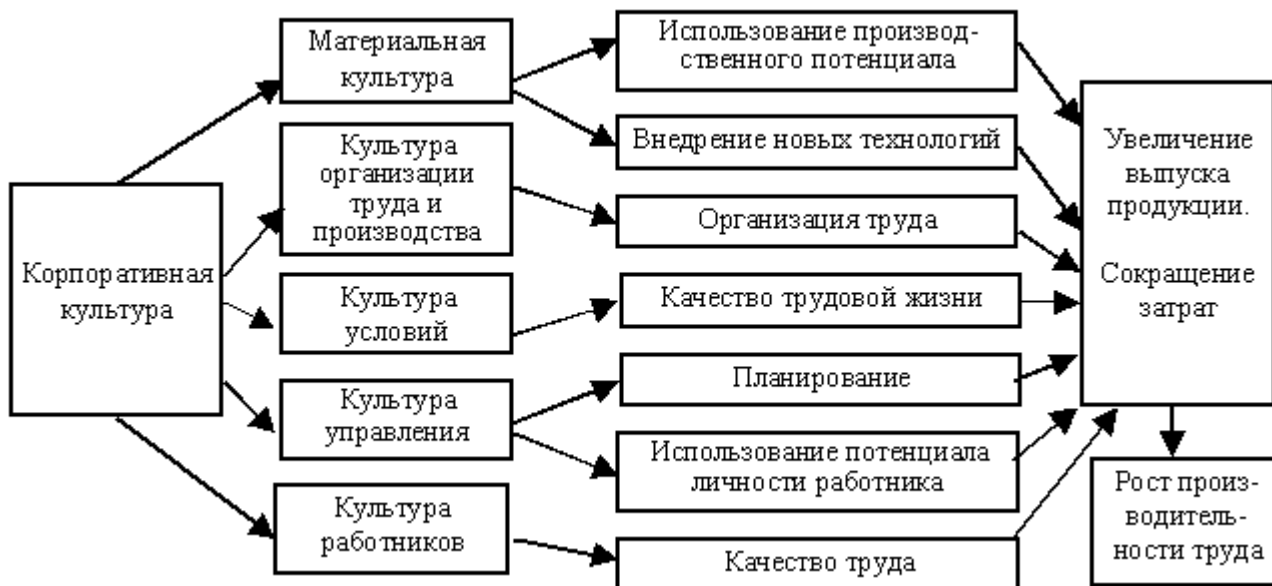 Корпоративная
культура
Материальная
культура
Культура
организации
труда и
производства
Культура
условий
Культура
управления
Культура
работников
Использование производ-
ственного потенциала
Внедрение новых технологий
Организация труда
Качество трудовой жизни
Планирование
Использование потенциала
личности работника
Качество труда
Увеличение
выпуска
продукции.
Сокращение
затрат
Рост произ-
водитель-
ности труда